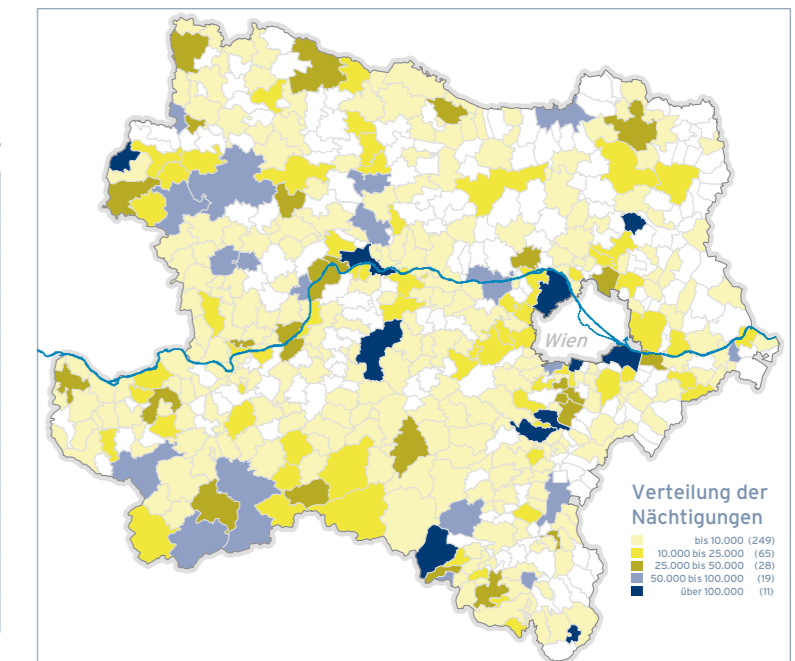 Wien
Verteilung der
Nächtigungen
bis 10.000 (249)
10.000 bis 25.000 (65)
25.000 bis 50.000 (28)
50.000 bis 100.000 (19)
über 100.000 (11)